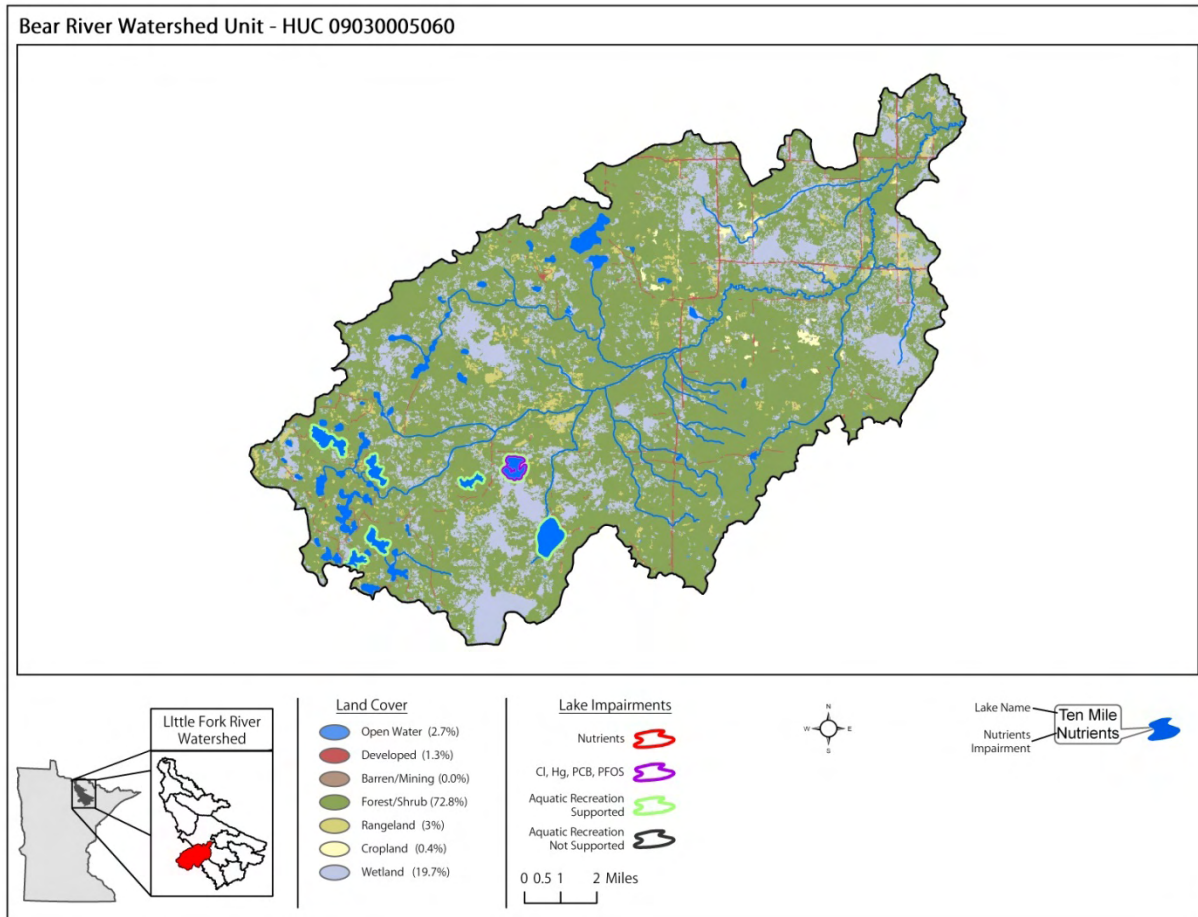 Bear River Watershed Unit - HUC 09030005060
LIttle Fork River
Watershed
Land Cover
Open Water (2.7%)
Developed (1.3%)
Barren/Mining (0.0%)
Forest/Shrub (72.8%)
Rangeland (3%)
Cropland (0.4%)
Wetland (19.7%)
Lake Impairments
Nutrients
Cl, Hg, PCB, PFOS
Aquatic Recreation
Supported
Aquatic Recreation
Not Supported
0 0.5 1 2 Miles
N
W E
S
Lake Name
Nutrients
Impairment
Ten Mile
Nutrients